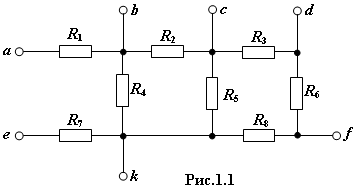 b c d
a R1 R2 R3
R4 R5 R6
e R7 R8 f
k Рис.1.1